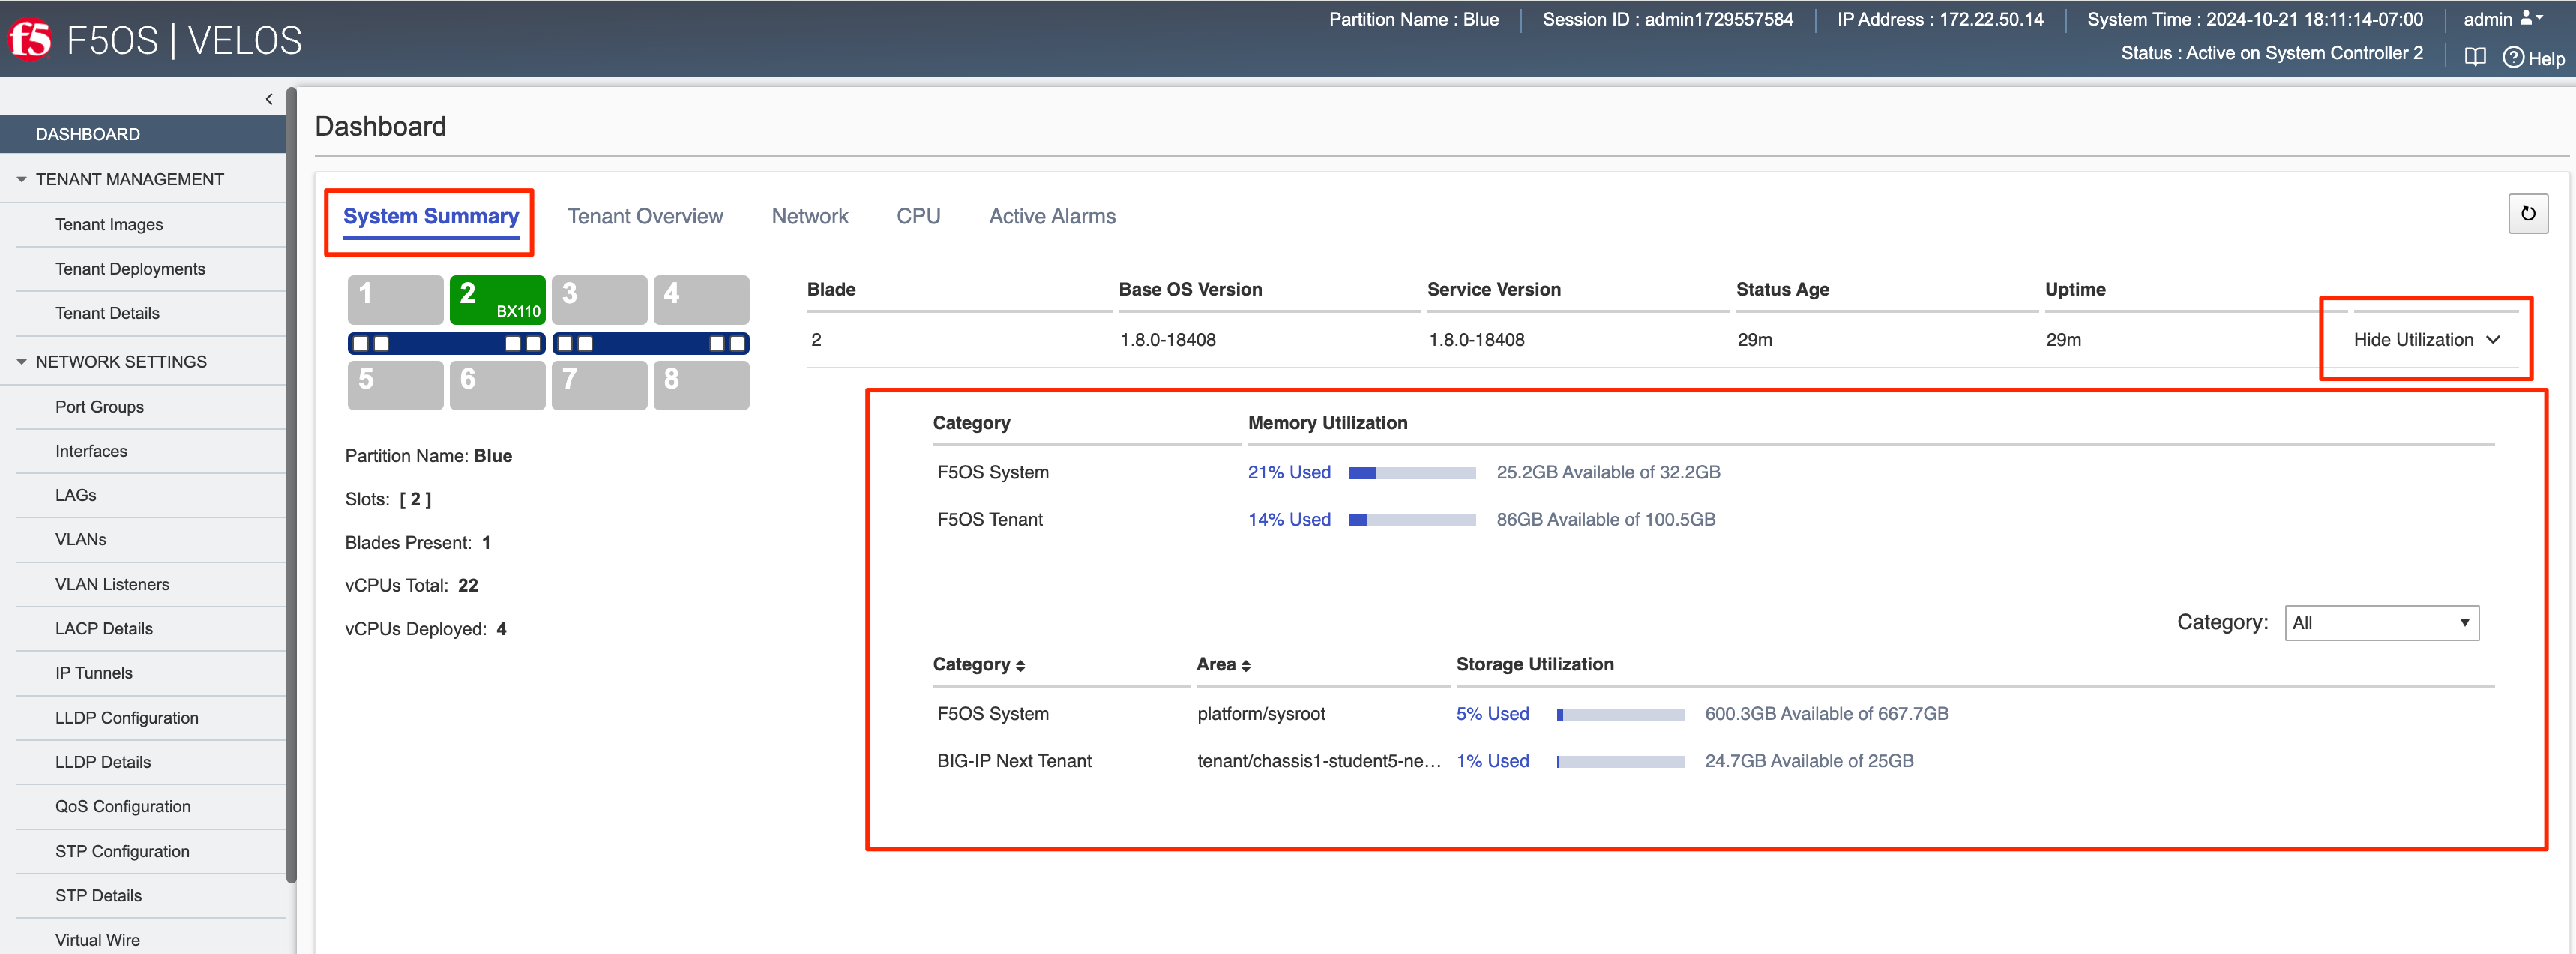 f5 F5OS | VELOS
Partition Name : Blue
Session ID : admin1729557584
IP Address : 172.22.50.14
System Time : 2024-10-21 18:11:14-07:00
admin
Status : Active on System Controller 2
Help
DASHBOARD
TENANT MANAGEMENT
Tenant Images
Tenant Deployments
Tenant Details
NETWORK SETTINGS
Port Groups
Interfaces
LAGs
VLANs
VLAN Listeners
LACP Details
IP Tunnels
LLDP Configuration
LLDP Details
QoS Configuration
STP Configuration
STP Details
Virtual Wire
Dashboard
System Summary Tenant Overview Network CPU Active Alarms
1 2 BX110 3 4
5 6 7 8
Partition Name: Blue
Slots: [ 2 ]
Blades Present: 1
vCPUs Total: 22
vCPUs Deployed: 4
Blade Base OS Version Service Version Status Age Uptime
2 1.8.0-18408 1.8.0-18408 29m 29m Hide Utilization
Category Memory Utilization
F5OS System 21% Used 25.2GB Available of 32.2GB
F5OS Tenant 14% Used 86GB Available of 100.5GB
Category: All
Category Area Storage Utilization
F5OS System platform/sysroot 5% Used 600.3GB Available of 667.7GB
BIG-IP Next Tenant tenant/chassis1-student5-ne... 1% Used 24.7GB Available of 25GB